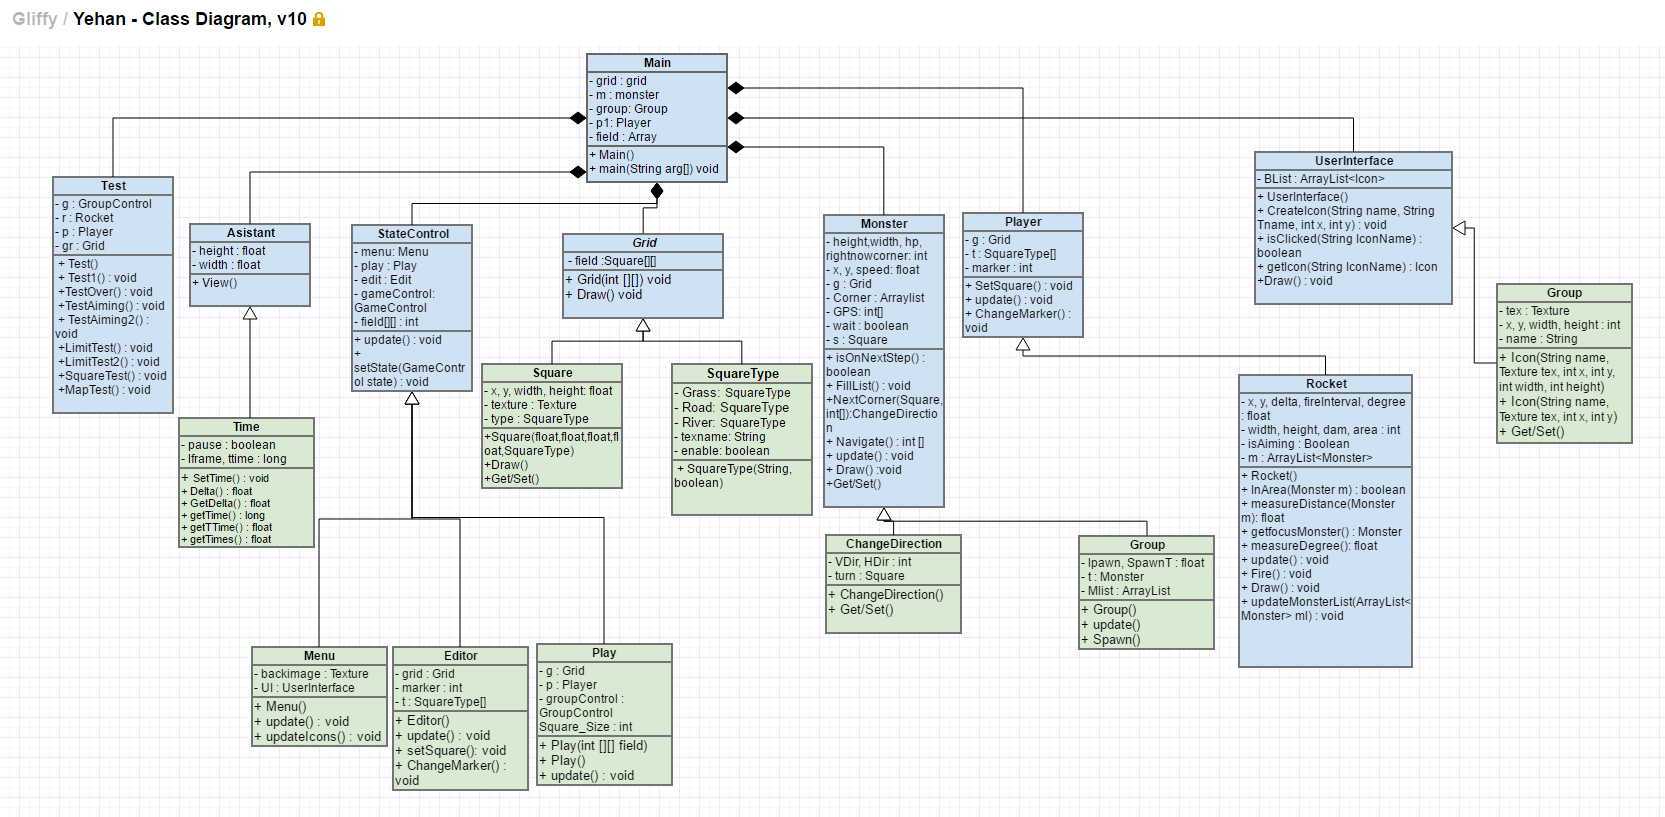 Gliffy / Yehan - Class Diagram, v10
Main
- grid : grid
- m : monster
- group: Group
- p1: Player
- field : Array
+ Main()
+ main(String arg[]) void
Test
- g : GroupControl
- r : Rocket
- p : Player
- gr : Grid
+ Test()
+ Test1() : void
+TestOver() : void
+TestAiming() : void
+ TestAiming2() :
void
+LimitTest() : void
+LimitTest2() : void
+SquareTest() : void
+MapTest() : void
Asistant
- height : float
- width : float
+ View()
Time
- pause : boolean
- lframe, ttime : long
+ SetTime() : void
+ Delta() : float
+ GetDelta() : float
+ getTime() : long
+ getTTime() : float
+ getTimes() : float
StateControl
- menu: Menu
- play : Play
- edit : Edit
- gameControl:
GameControl
- field[][] : int
+ update() : void
+
setState(GameContr
ol state) : void
Grid
- field :Square[][]
+ Grid(int [][]) void
+ Draw() void
Square
- x, y, width, height: float
- texture : Texture
- type : SquareType
+Square(float,float,float,fl
oat,SquareType)
+Draw()
+Get/Set()
SquareType
- Grass: SquareType
- Road: SquareType
- River: SquareType
- texname: String
- enable: boolean
+ SquareType(String,
boolean)
Menu
- backimage : Texture
- UI : UserInterface
+ Menu()
+ update() : void
+ updateIcons() : void
Editor
- grid : Grid
- marker : int
- t : SquareType[]
+ Editor()
+ update() : void
+ setSquare(): void
+ ChangeMarker() :
void
Play
- g : Grid
- p : Player
- groupControl :
GroupControl
Square_Size : int
+ Play(int [][] field)
+ Play()
+ update() : void
Monster
- height,width, hp,
rightnowcorner: int
- x, y, speed: float
- g : Grid
- Corner : Arraylist
- GPS: int[]
- wait : boolean
- s : Square
+ isOnNextStep() :
boolean
+ FillList() : void
+NextCorner(Square,
int[]):ChangeDirectio
n
+ Navigate() : int []
+ update() : void
+ Draw() :void
+Get/Set()
ChangeDirection
- VDir, HDir : int
- turn : Square
+ ChangeDirection()
+ Get/Set()
Group
- lpawn, SpawnT : float
- t : Monster
- Mlist : ArrayList
+ Group()
+ update()
+ Spawn()
Player
- g : Grid
- t : SquareType[]
- marker : int
+ SetSquare() : void
+ update() : void
+ ChangeMarker() :
void
Rocket
- x, y, delta, fireInterval, degree
: float
- width, height, dam, area : int
- isAiming : Boolean
- m : ArrayList<Monster>
+ Rocket()
+ InArea(Monster m) : boolean
+ measureDistance(Monster
m): float
+ getfocusMonster() : Monster
+ measureDegree(): float
+ update() : void
+ Fire() : void
+ Draw() : void
+ updateMonsterList(ArrayList<
Monster> ml) : void
UserInterface
- BList : ArrayList<Icon>
+ UserInterface()
+ CreateIcon(String name, String
Tname, int x, int y) : void
+ isClicked(String IconName) :
boolean
+ getIcon(String IconName) : Icon
+Draw() : void
Group
- tex : Texture
- x, y, width, height : int
- name : String
+ Icon(String name,
Texture tex, int x, int y,
int width, int height)
+ Icon(String name,
Texture tex, int x, int y)
+ Get/Set()